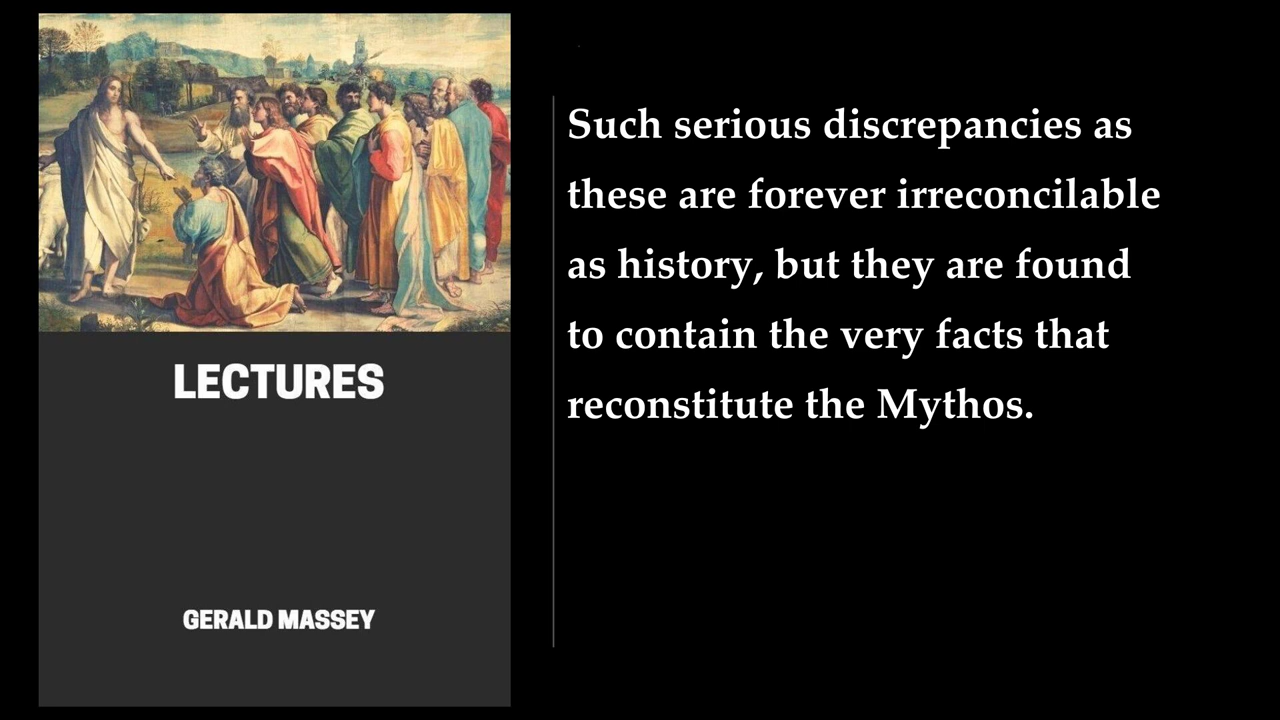 LECTURES
GERALD MASSEY
Such serious discrepancies as
these are forever irreconcilable
as history, but they are found
to contain the very facts that
reconstitute the Mythos.